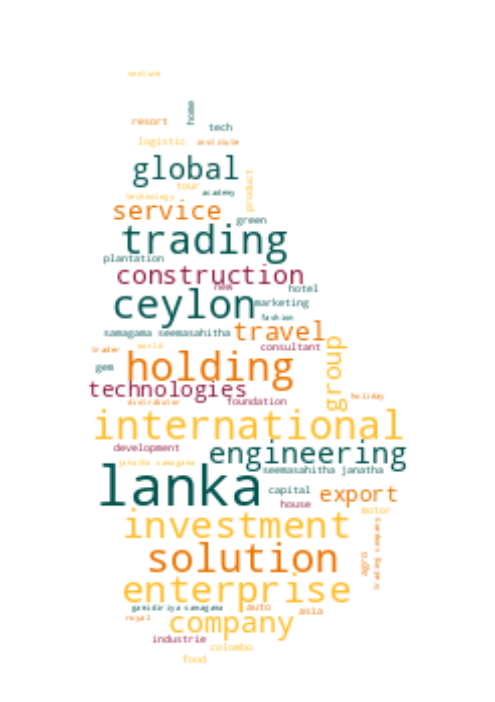 venture
home
resort
tech
logistic institute
global
product
tour academy
technology
service
green
trading
plantation
construction
new hotel
ceylon
marketing
fashion
samagama seemasahitha travel
trader world consultant
group
gem holding
technologies
holiday
distributor foundation
international
development engineering
janatha samagama seemasahitha janatha
lanka
capital export
house
motor
investment
solution
agro
enterprise
gamidiriya samagama auto asia
royal company
industrie
colombo
food